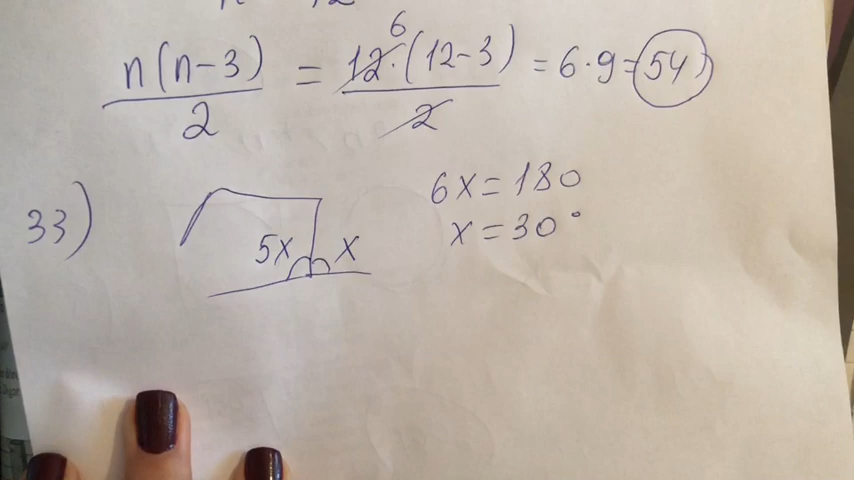 n(n-3)/2 = 12·(12-3)/2 = 6·9 = 54
6
33)
5x x
6x=180
x=30°